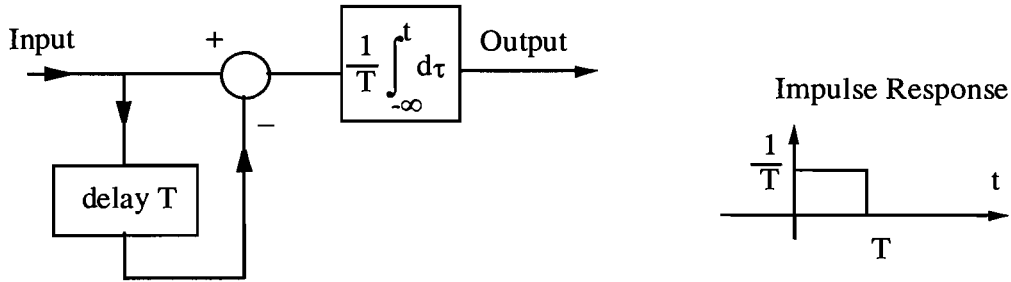 Input
+
1
T
∫
t
-∞
dτ
Output
−
delay T
Impulse Response
1
T
t
T